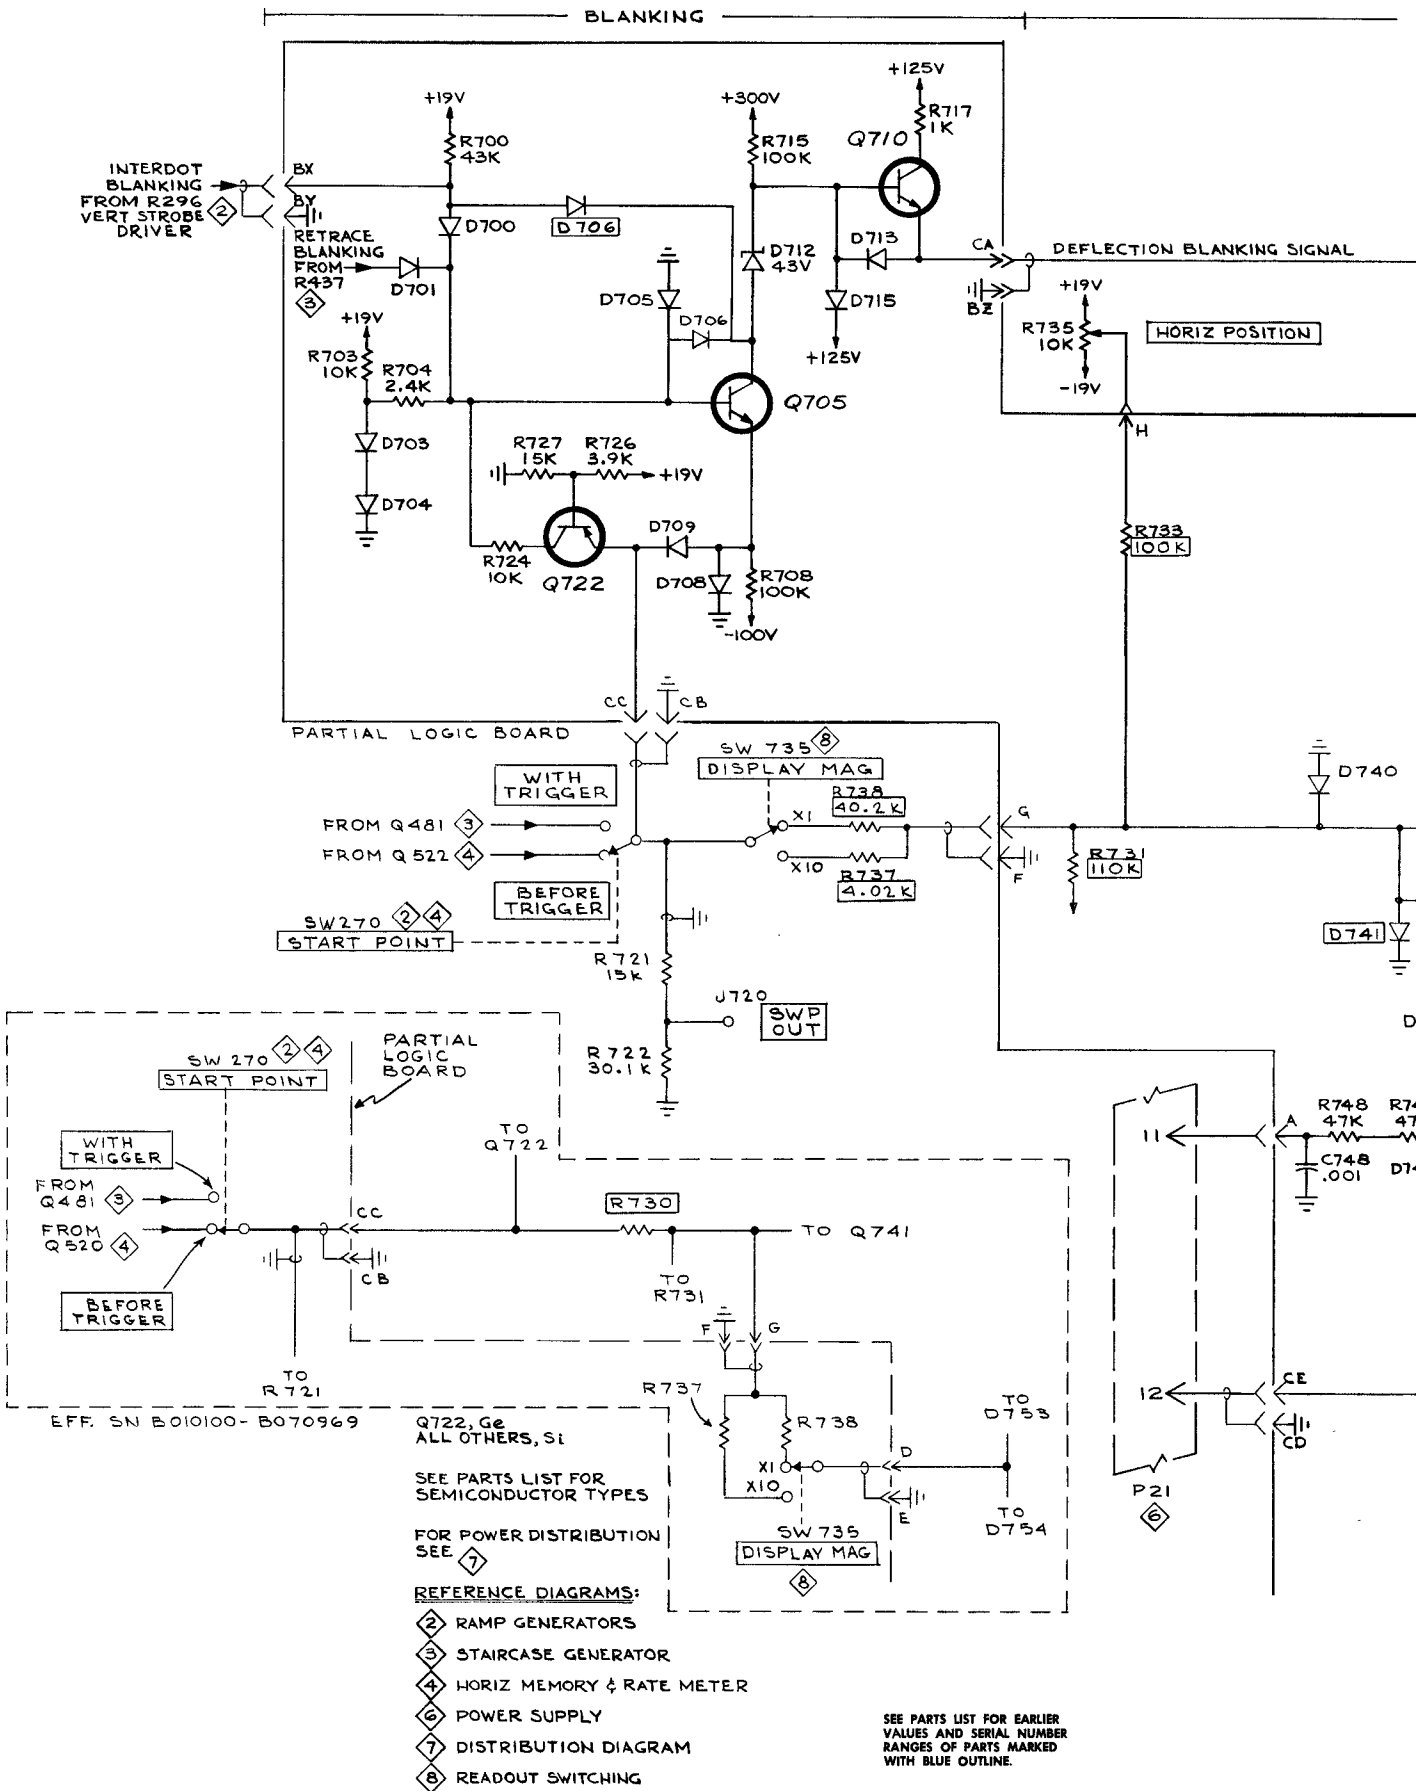 BLANKING
+125V
+19V
+300V
R717
1K
R700
43K
R715
100K
Q710
INTERDOT
BLANKING
FROM R296
VERT STROBE
DRIVER
2
BX
BY
D700
D706
RETRACE
BLANKING
FROM
R437
3
D701
D712
43V
D713
CA
DEFLECTION BLANKING SIGNAL
D705
D715
BZ
+19V
+19V
D706
R735
10K
HORIZ POSITION
R703
10K
R704
2.4K
+125V
-19V
Q705
H
D703
R727
15K
R726
3.9K
+19V
D704
D709
R733
100K
R724
10K
Q722
D708
R708
100K
-100V
CC
CB
PARTIAL LOGIC BOARD
SW 735
8
DISPLAY MAG
WITH
TRIGGER
D740
R738
40.2K
X1
G
FROM Q481
3
FROM Q522
4
X10
R737
4.02K
F
R731
110K
BEFORE
TRIGGER
SW270
2
4
START POINT
D741
R721
15K
J720
SWP
OUT
D
R722
30.1K
SW 270
2
4
START POINT
PARTIAL
LOGIC
BOARD
TO
Q722
11
A
R748
47K
R74
47
C748
.001
D74
WITH
TRIGGER
FROM
Q481
3
FROM
Q520
4
CC
R730
TO Q741
CB
TO
R731
BEFORE
TRIGGER
F
G
TO
R721
R737
R738
TO
D753
12
CE
CD
EFF. SN B010100-B070969
Q722, Ge
ALL OTHERS, Si
X1
D
X10
E
SEE PARTS LIST FOR
SEMICONDUCTOR TYPES
P21
6
SW 735
DISPLAY MAG
8
TO
D754
FOR POWER DISTRIBUTION
SEE
7
REFERENCE DIAGRAMS:
2 RAMP GENERATORS
3 STAIRCASE GENERATOR
4 HORIZ MEMORY & RATE METER
6 POWER SUPPLY
7 DISTRIBUTION DIAGRAM
8 READOUT SWITCHING
SEE PARTS LIST FOR EARLIER
VALUES AND SERIAL NUMBER
RANGES OF PARTS MARKED
WITH BLUE OUTLINE.